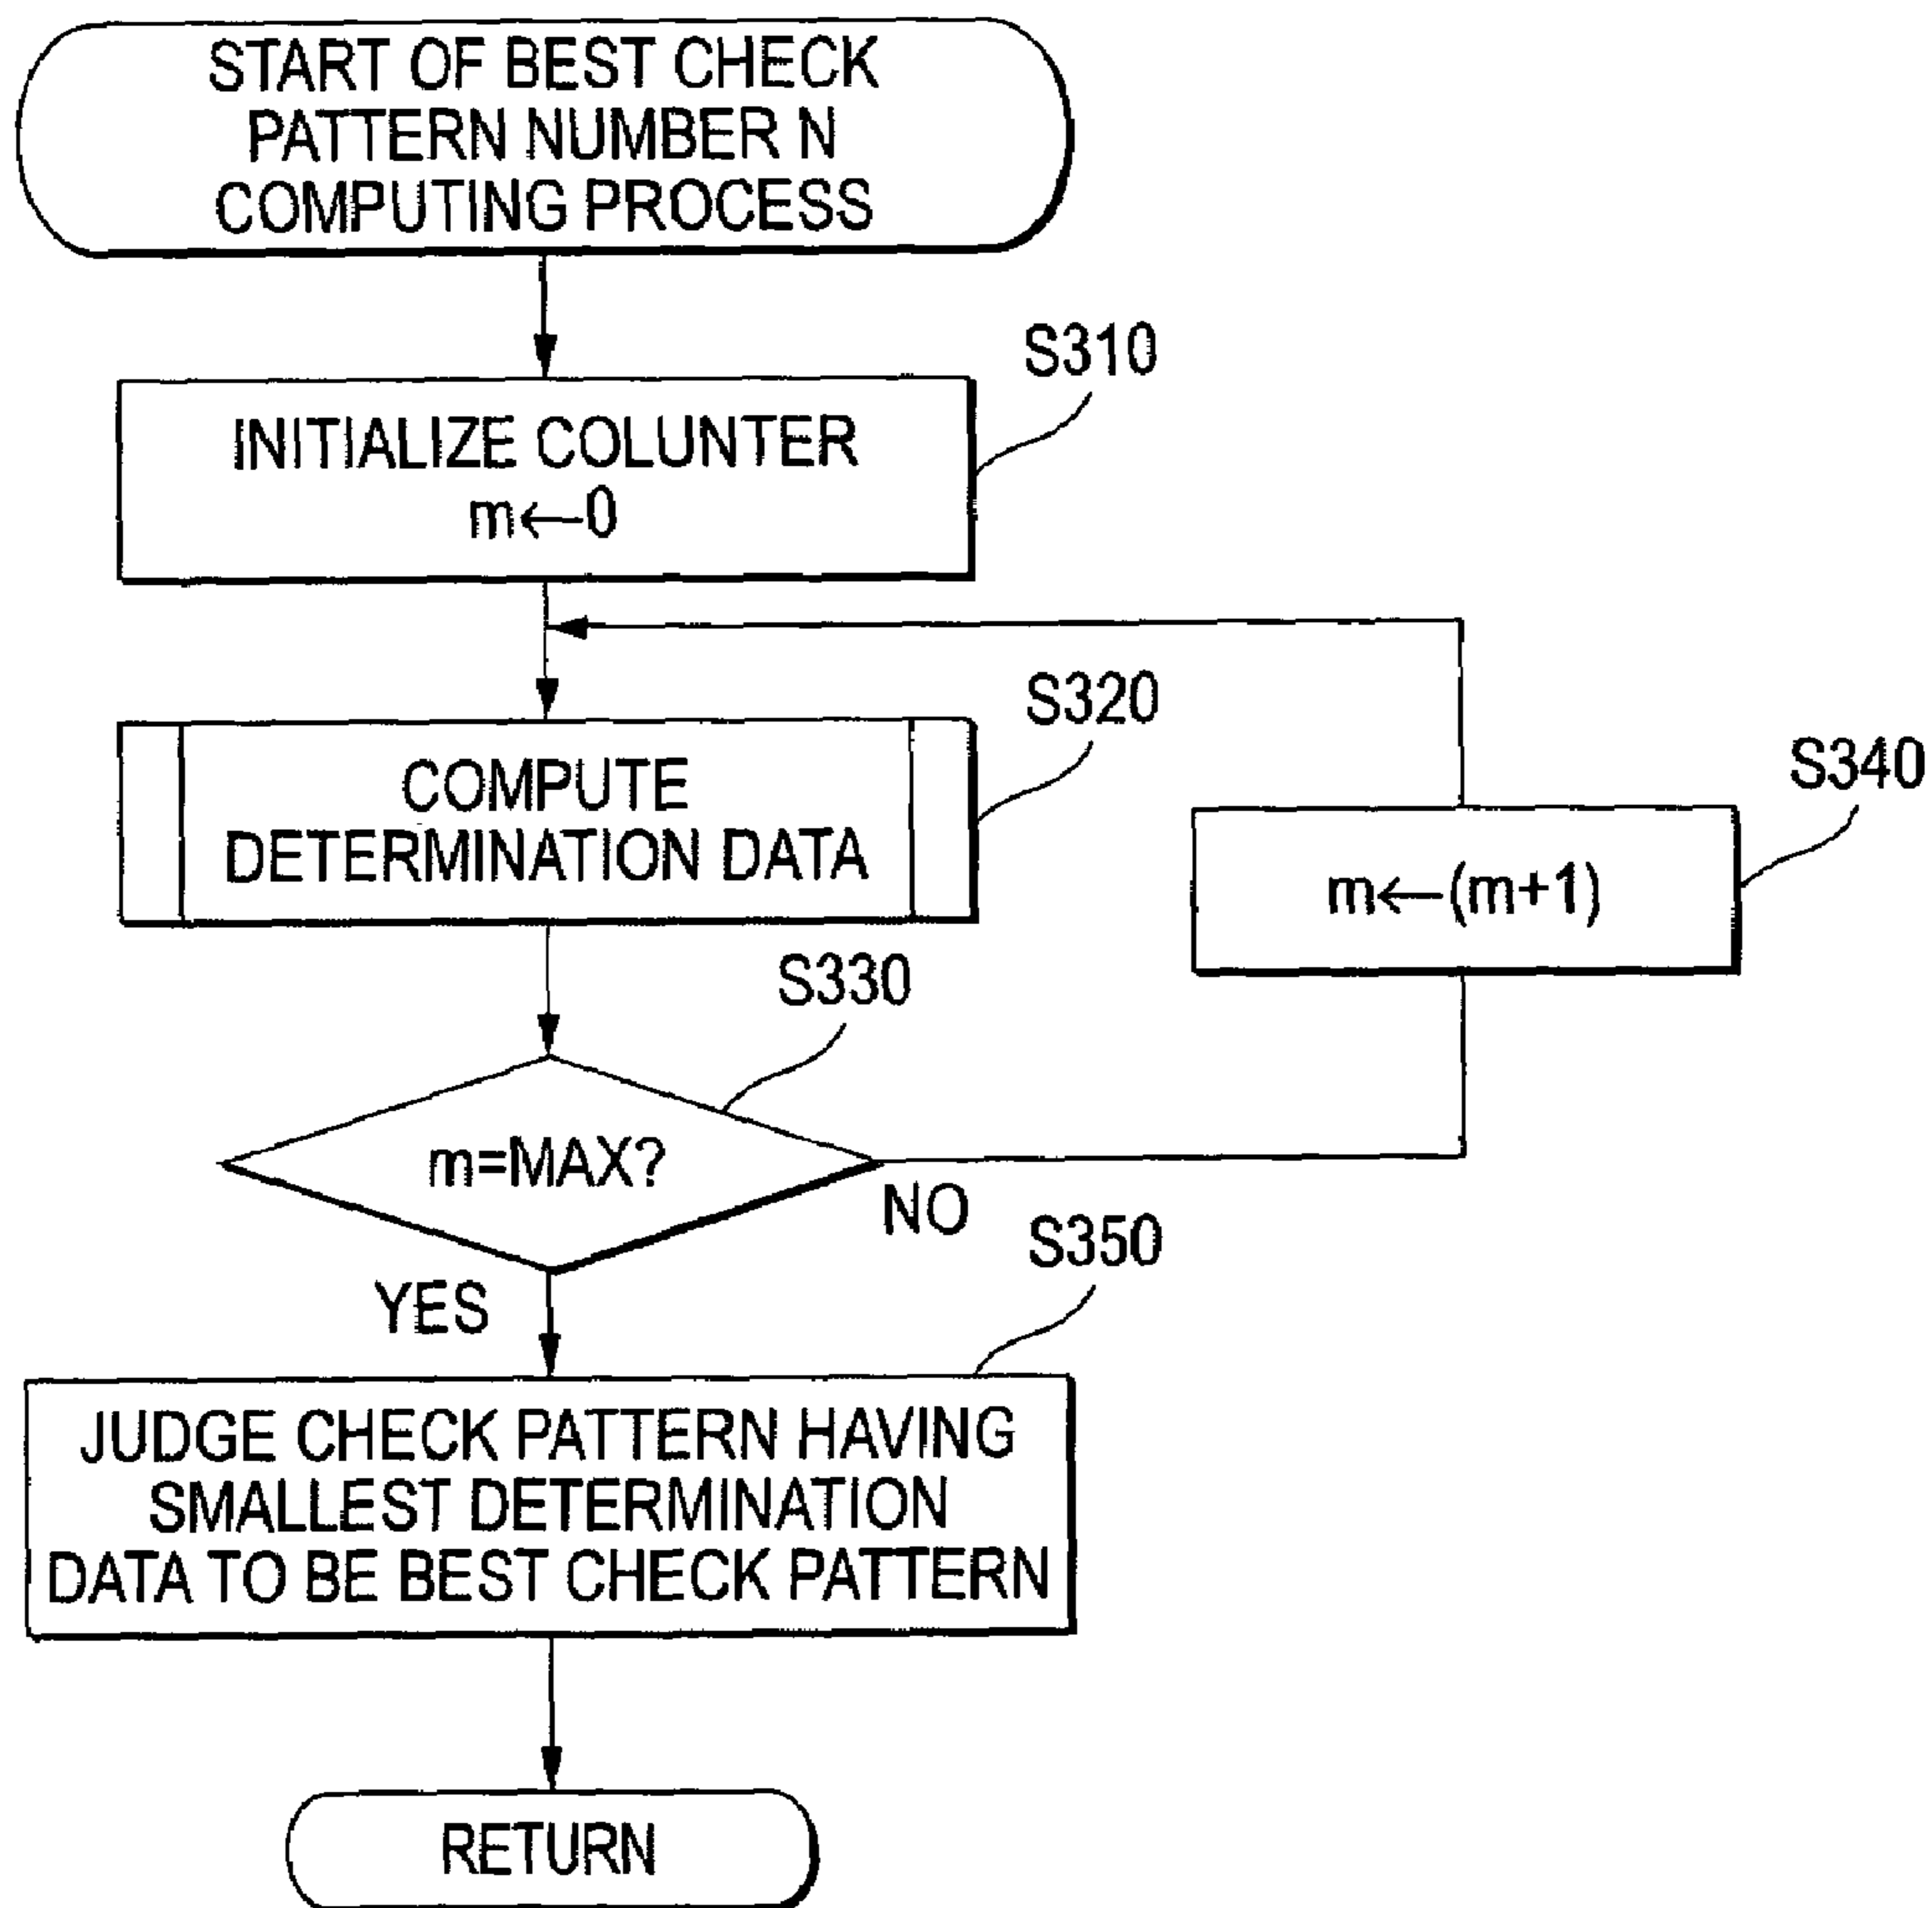 START OF BEST CHECK
PATTERN NUMBER N
COMPUTING PROCESS
S310
INITIALIZE COLUNTER
m←0
S320
COMPUTE
DETERMINATION DATA
S340
m←(m+1)
S330
m=MAX?
NO
YES
S350
JUDGE CHECK PATTERN HAVING
SMALLEST DETERMINATION
DATA TO BE BEST CHECK PATTERN
RETURN